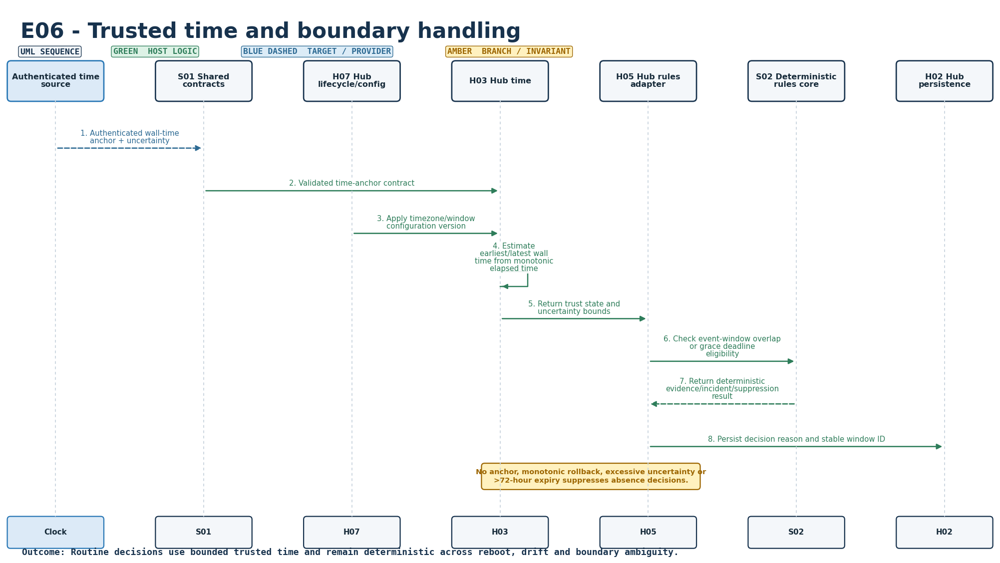 E06 - Trusted time and boundary handling
UML SEQUENCE
GREEN  HOST LOGIC
BLUE DASHED  TARGET / PROVIDER
AMBER  BRANCH / INVARIANT
Authenticated time
source
S01 Shared
contracts
H07 Hub
lifecycle/config
H03 Hub time
H05 Hub rules
adapter
S02 Deterministic
rules core
H02 Hub
persistence
1. Authenticated wall-time
anchor + uncertainty
2. Validated time-anchor contract
3. Apply timezone/window
configuration version
4. Estimate
earliest/latest wall
time from monotonic
elapsed time
5. Return trust state and
uncertainty bounds
6. Check event-window overlap
or grace deadline
eligibility
7. Return deterministic
evidence/incident/suppression
result
8. Persist decision reason and stable window ID
No anchor, monotonic rollback, excessive uncertainty or
>72-hour expiry suppresses absence decisions.
Clock
S01
H07
H03
H05
S02
H02
Outcome: Routine decisions use bounded trusted time and remain deterministic across reboot, drift and boundary ambiguity.